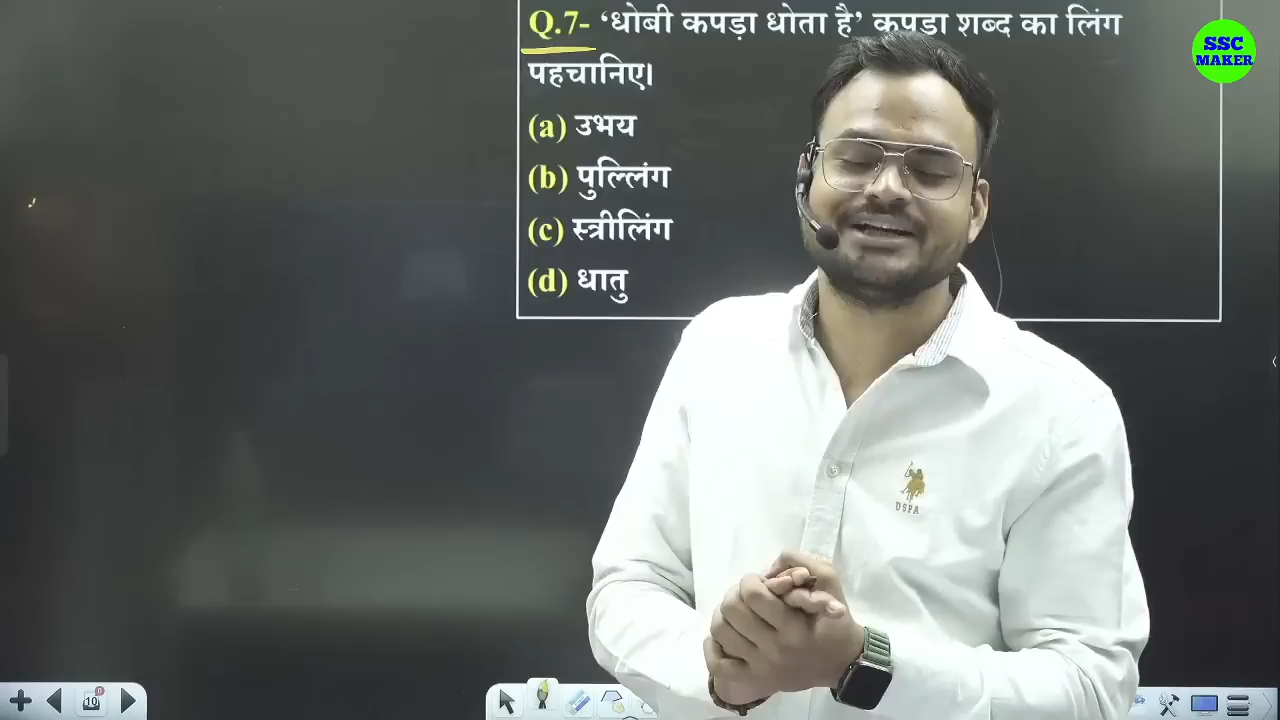 Q.7- ‘धोबी कपड़ा धोता है’ कपडा शब्द का लिंग
पहचानिए।
(a) उभय
(b) पुल्लिंग
(c) स्त्रीलिंग
(d) धातु
SSC
MAKER
DSPA
10